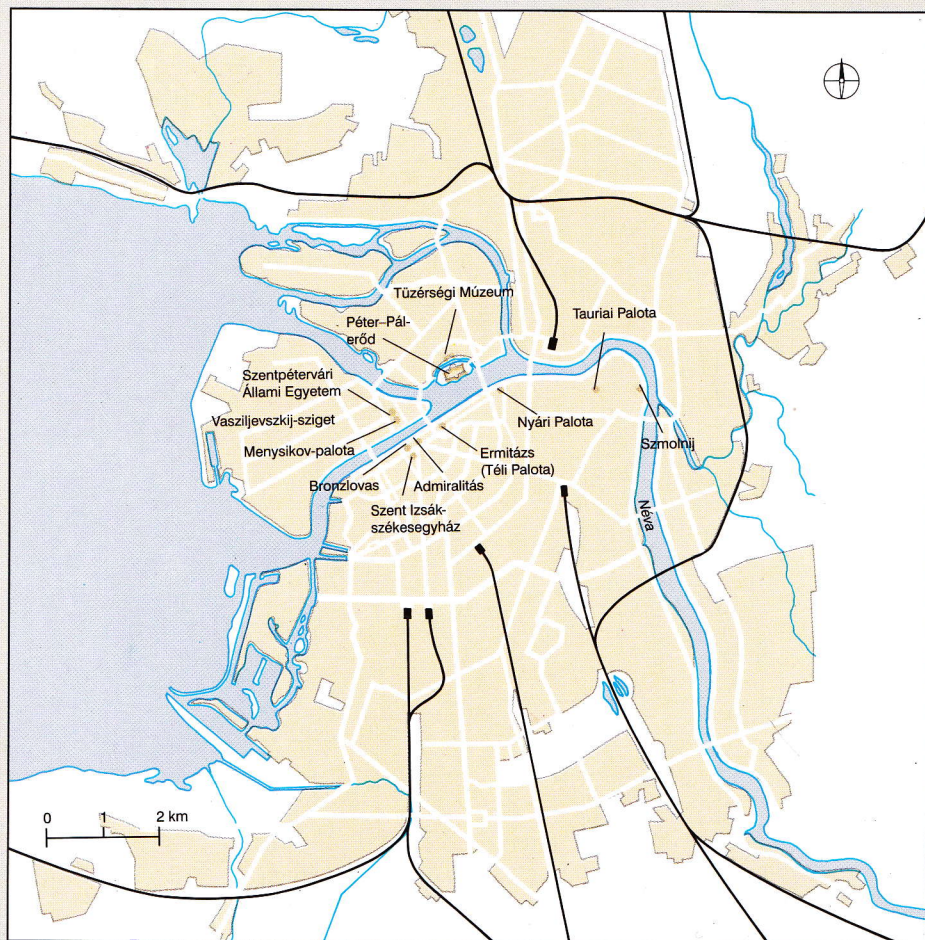 Tüzérségi Múzeum
Péter–Pál-
erőd
Tauriai Palota
Szentpétervári
Állami Egyetem
Vasziljevszkij-sziget
Nyári Palota
Menysikov-palota
Ermitázs
(Téli Palota)
Szmolnij
Bronzlovas
Admiralitás
Szent Izsák-
székesegyház
Néva
0 1 2 km